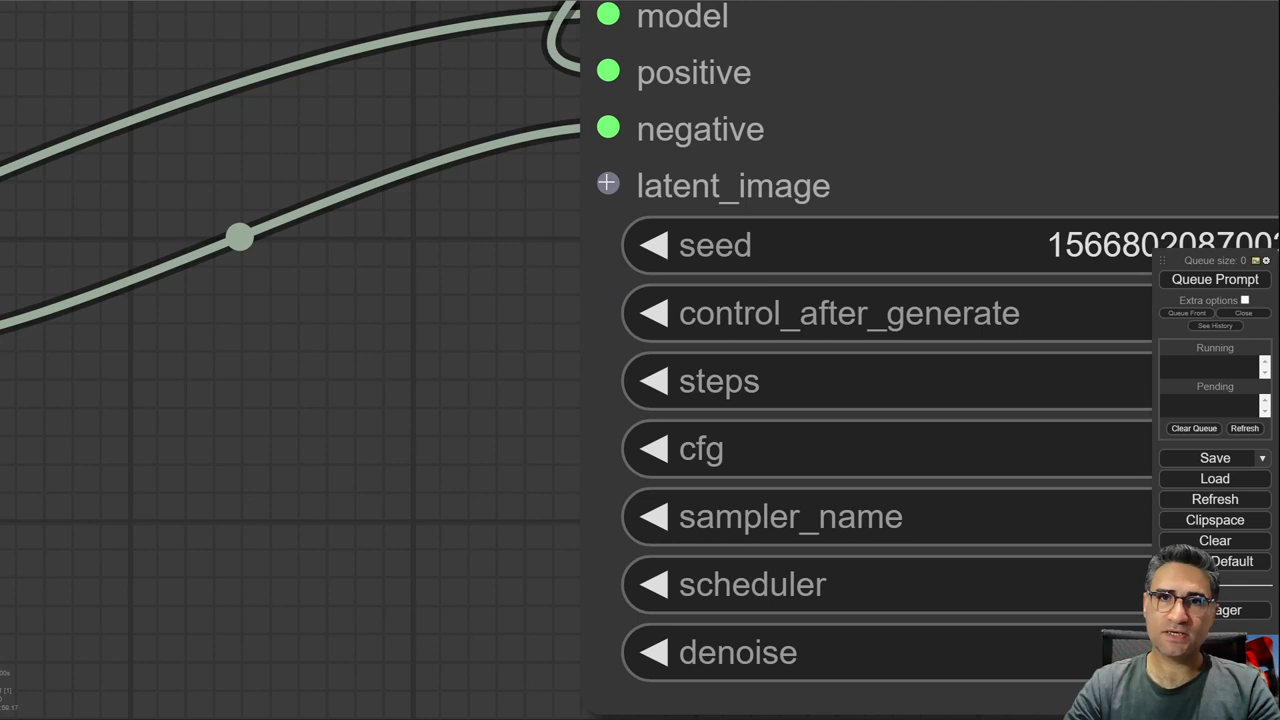 model
positive
negative
latent_image
seed
control_after_generate
steps
cfg
sampler_name
scheduler
denoise
Queue size: 0
Queue Prompt
Extra options
Queue Front
Close
See History
Running
Pending
Clear Queue
Refresh
Save
Load
Refresh
Clipspace
Clear
Default